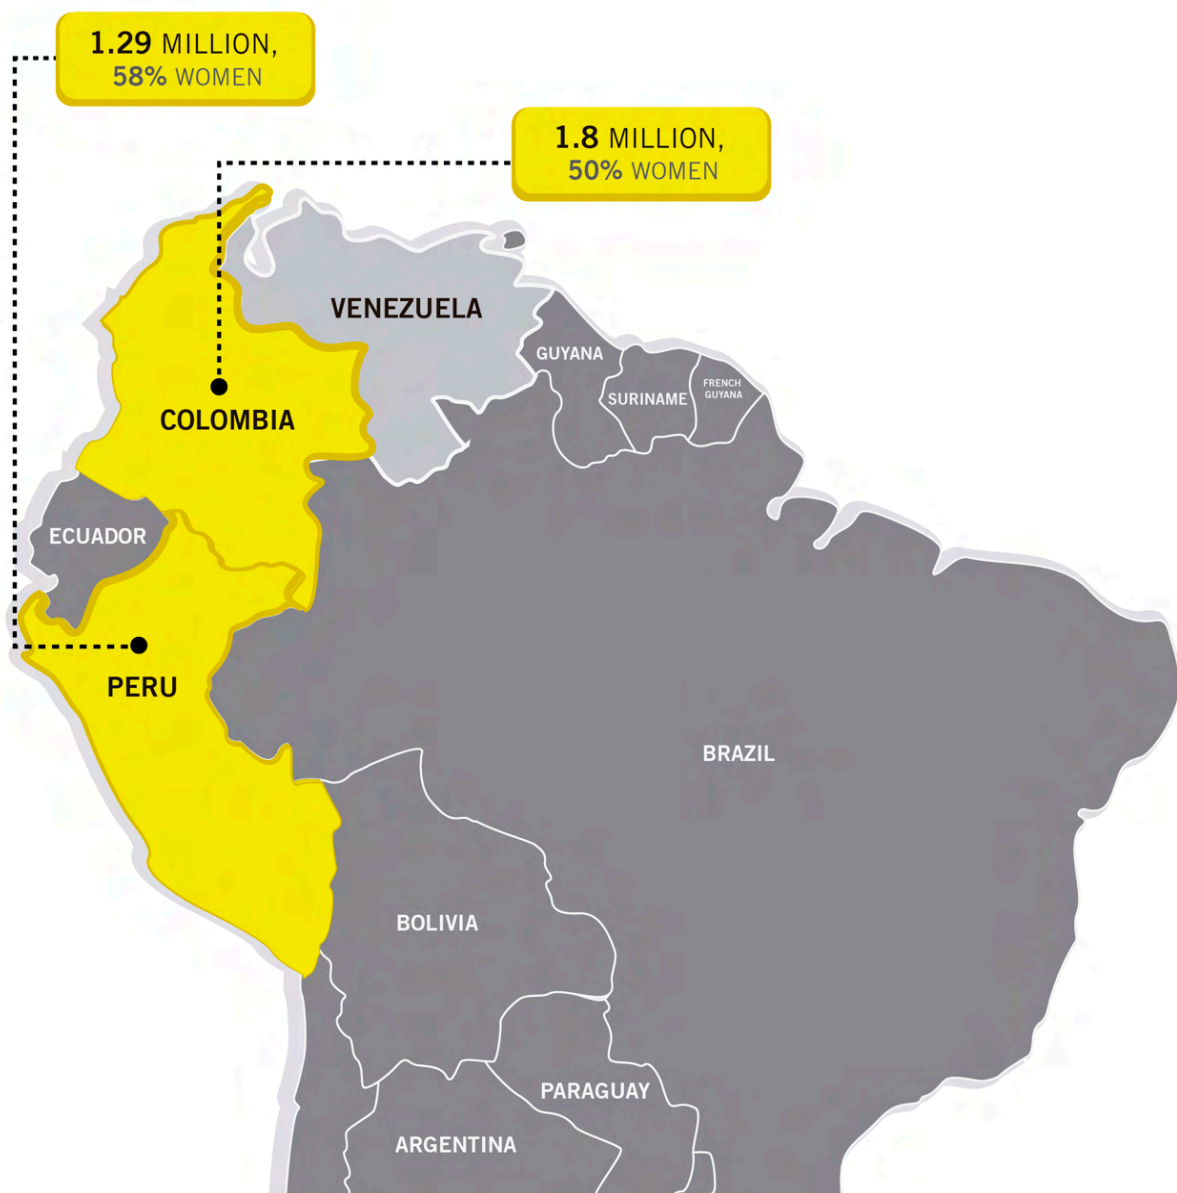 1.29 MILLION,
58% WOMEN
1.8 MILLION,
50% WOMEN
VENEZUELA
GUYANA
SURINAME
FRENCH
GUYANA
COLOMBIA
ECUADOR
PERU
BRAZIL
BOLIVIA
PARAGUAY
ARGENTINA